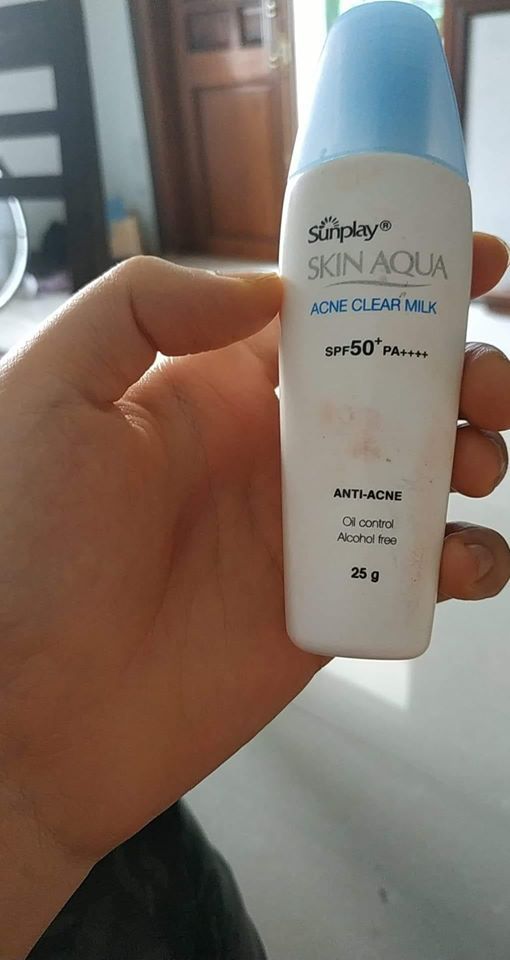 Sunplay®
SKIN AQUA
ACNE CLEAR MILK
SPF50+ PA++++
ANTI-ACNE
Oil control
Alcohol free
25 g